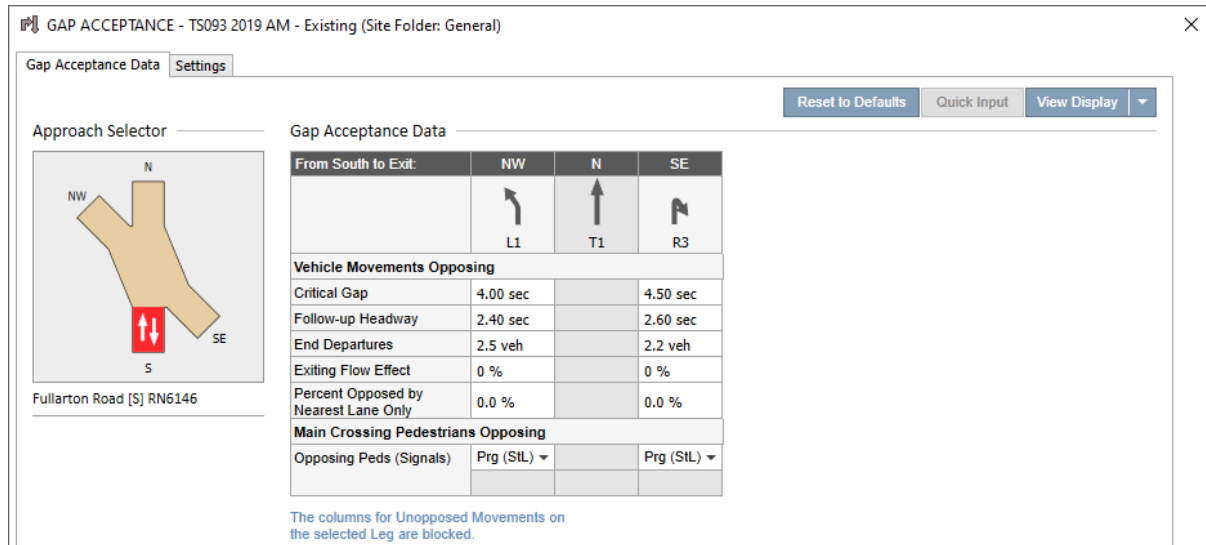 GAP ACCEPTANCE - TS093 2019 AM - Existing (Site Folder: General)
Gap Acceptance Data Settings
Reset to Defaults Quick Input View Display
Approach Selector
N
NW
SE
S
Fullarton Road [S] RN6146
Gap Acceptance Data
From South to Exit: NW N SE
L1 T1 R3
Vehicle Movements Opposing
Critical Gap 4.00 sec 4.50 sec
Follow-up Headway 2.40 sec 2.60 sec
End Departures 2.5 veh 2.2 veh
Exiting Flow Effect 0 % 0 %
Percent Opposed by
Nearest Lane Only 0.0 % 0.0 %
Main Crossing Pedestrians Opposing
Opposing Peds (Signals) Prg (StL) Prg (StL)
The columns for Unopposed Movements on
the selected Leg are blocked.